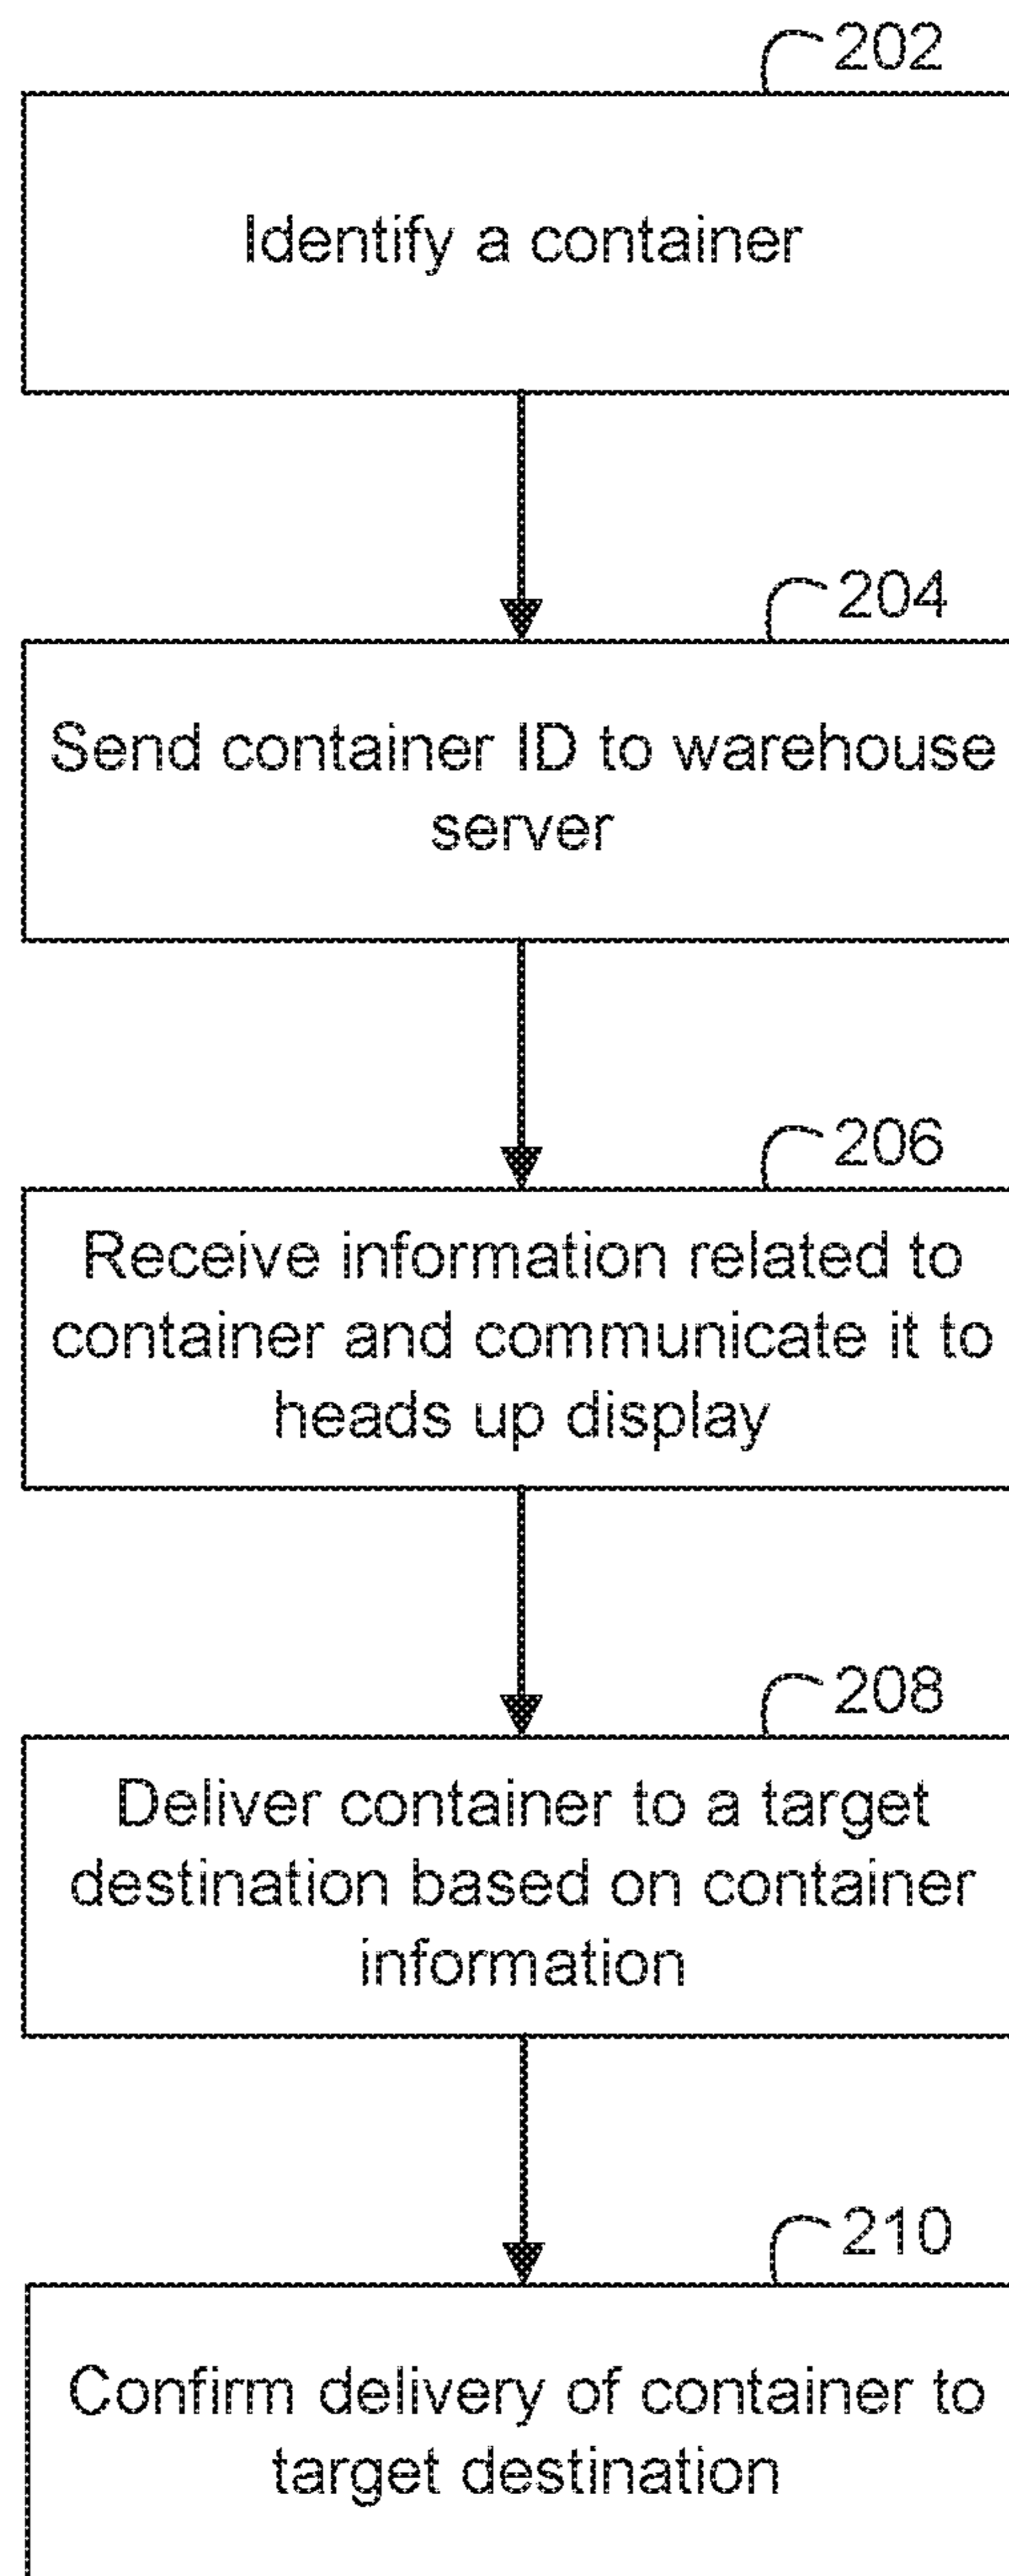 202
Identify a container
204
Send container ID to warehouse
server
206
Receive information related to
container and communicate it to
heads up display
208
Deliver container to a target
destination based on container
information
210
Confirm delivery of container to
target destination